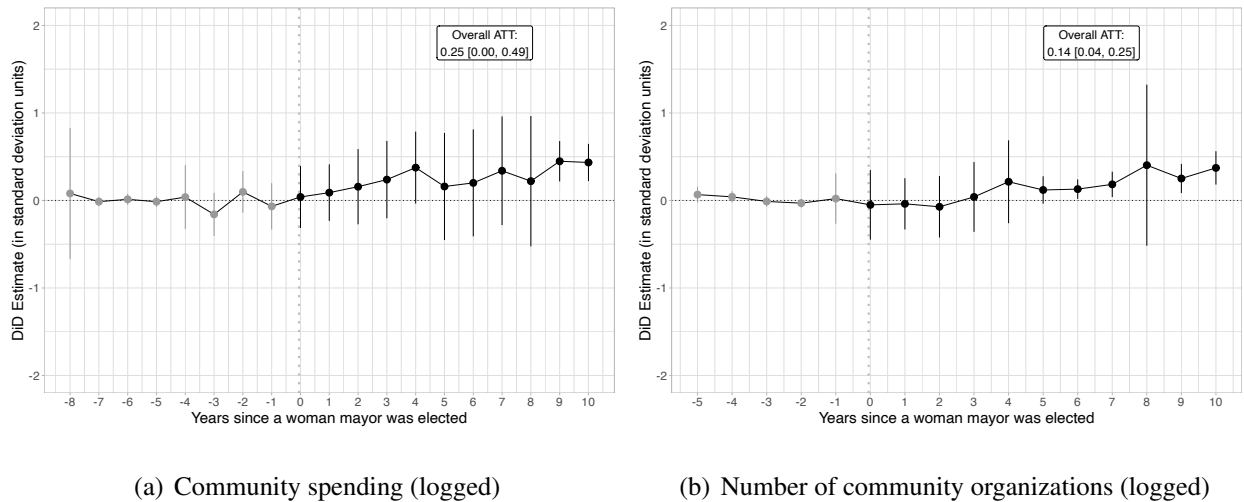 Overall ATT:
0.25 [0.00, 0.49]
DiD Estimate (in standard deviation units)
2
1
0
-1
-2
-8 -7 -6 -5 -4 -3 -2 -1 0 1 2 3 4 5 6 7 8 9 10
Years since a woman mayor was elected
(a) Community spending (logged)
Overall ATT:
0.14 [0.04, 0.25]
DiD Estimate (in standard deviation units)
2
1
0
-1
-2
-5 -4 -3 -2 -1 0 1 2 3 4 5 6 7 8 9 10
Years since a woman mayor was elected
(b) Number of community organizations (logged)